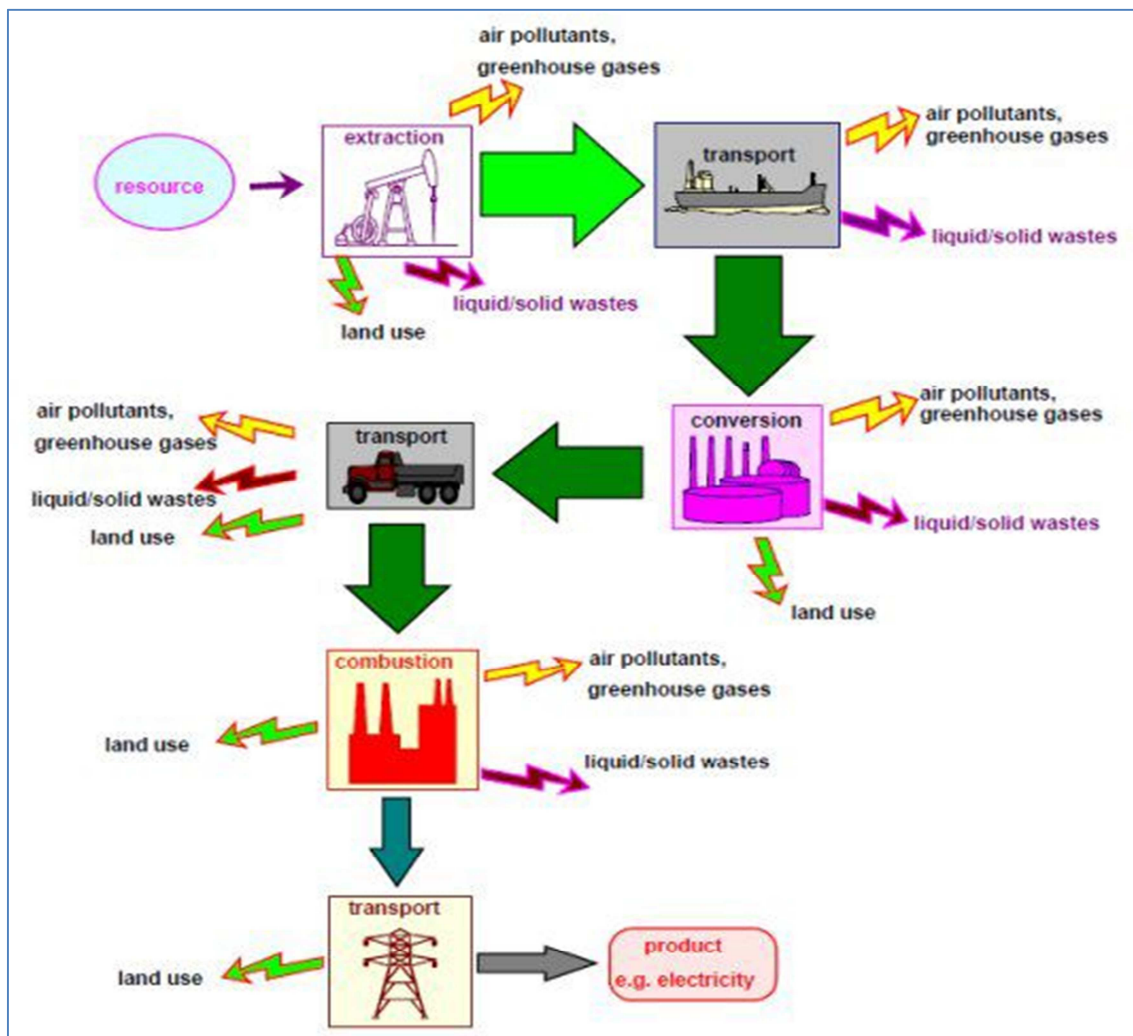 air pollutants,
greenhouse gases
extraction
resource
liquid/solid wastes
land use
transport
air pollutants,
greenhouse gases
liquid/solid wastes
conversion
air pollutants,
greenhouse gases
liquid/solid wastes
land use
transport
air pollutants,
greenhouse gases
liquid/solid wastes
land use
combustion
air pollutants,
greenhouse gases
land use
liquid/solid wastes
transport
land use
product
e.g. electricity